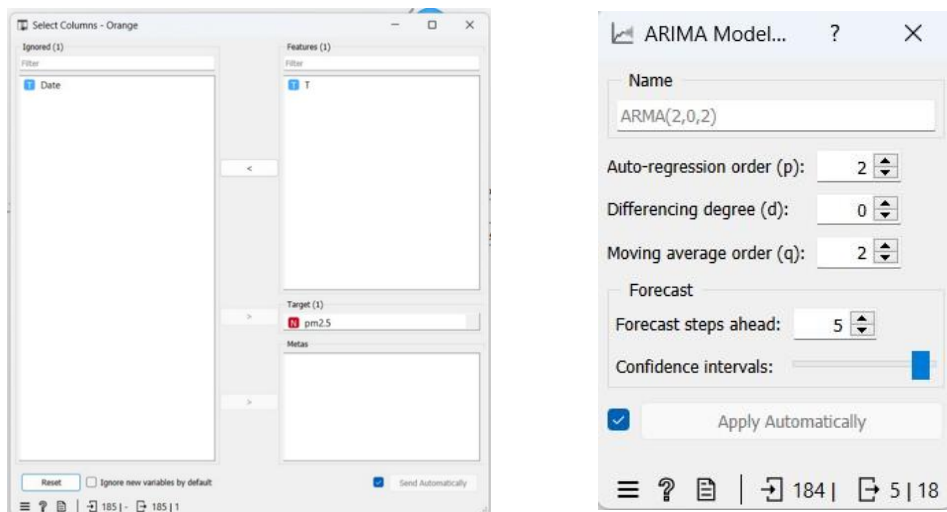 Select Columns - Orange
Ignored (1)
Filter
T Date
<
>
>
Features (1)
Filter
T T
Target (1)
N pm2.5
Metas
Reset
Ignore new variables by default
Send Automatically
185 | - 185 | 1
ARIMA Model... ?
Name
ARMA(2,0,2)
Auto-regression order (p): 2
Differencing degree (d): 0
Moving average order (q): 2
Forecast
Forecast steps ahead: 5
Confidence intervals:
Apply Automatically
? 184 | 5 | 18